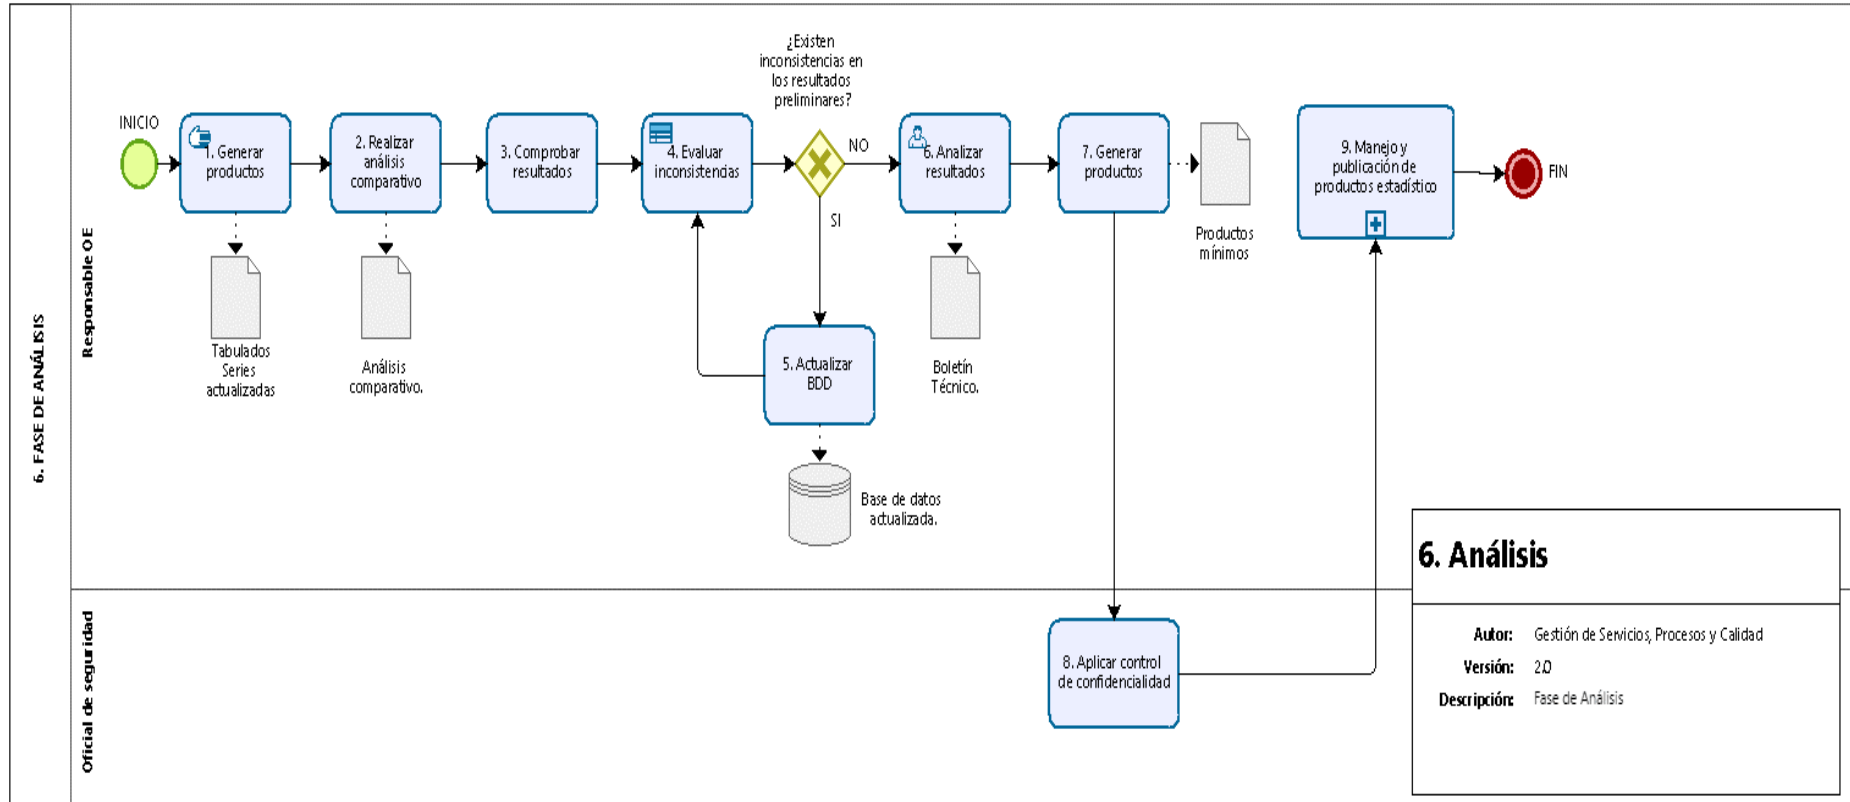 6. FASE DE ANÁLISIS
Responsable OE
INICIO
1. Generar
productos
Tabulados
Series
actualizadas
2. Realizar
análisis
comparativo
Análisis
comparativo.
3. Comprobar
resultados
4. Evaluar
inconsistencias
¿Existen
inconsistencias en
los resultados
preliminares?
NO
SI
5. Actualizar
BDD
Base de datos
actualizada.
6. Analizar
resultados
Boletín
Técnico.
7. Generar
productos
Productos
mínimos
9. Manejo y
publicación de
productos estadístico
FIN
Oficial de seguridad
8. Aplicar control
de confidencialidad
6. Análisis
Autor: Gestión de Servicios, Procesos y Calidad
Versión: 2.0
Descripción: Fase de Análisis